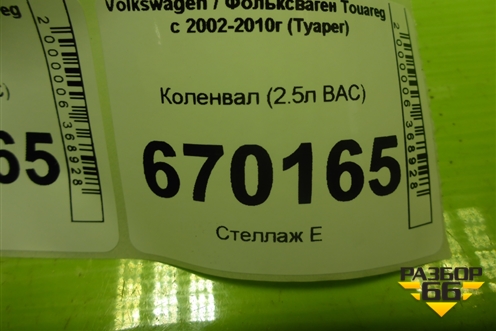 Volkswagen / Фольксваген Touareg
с 2002-2010г (Туарег)
Коленвал (2.5л BAC)
670165
Стеллаж Е
2000006368928
65
2000006368928
РАЗБОР
66